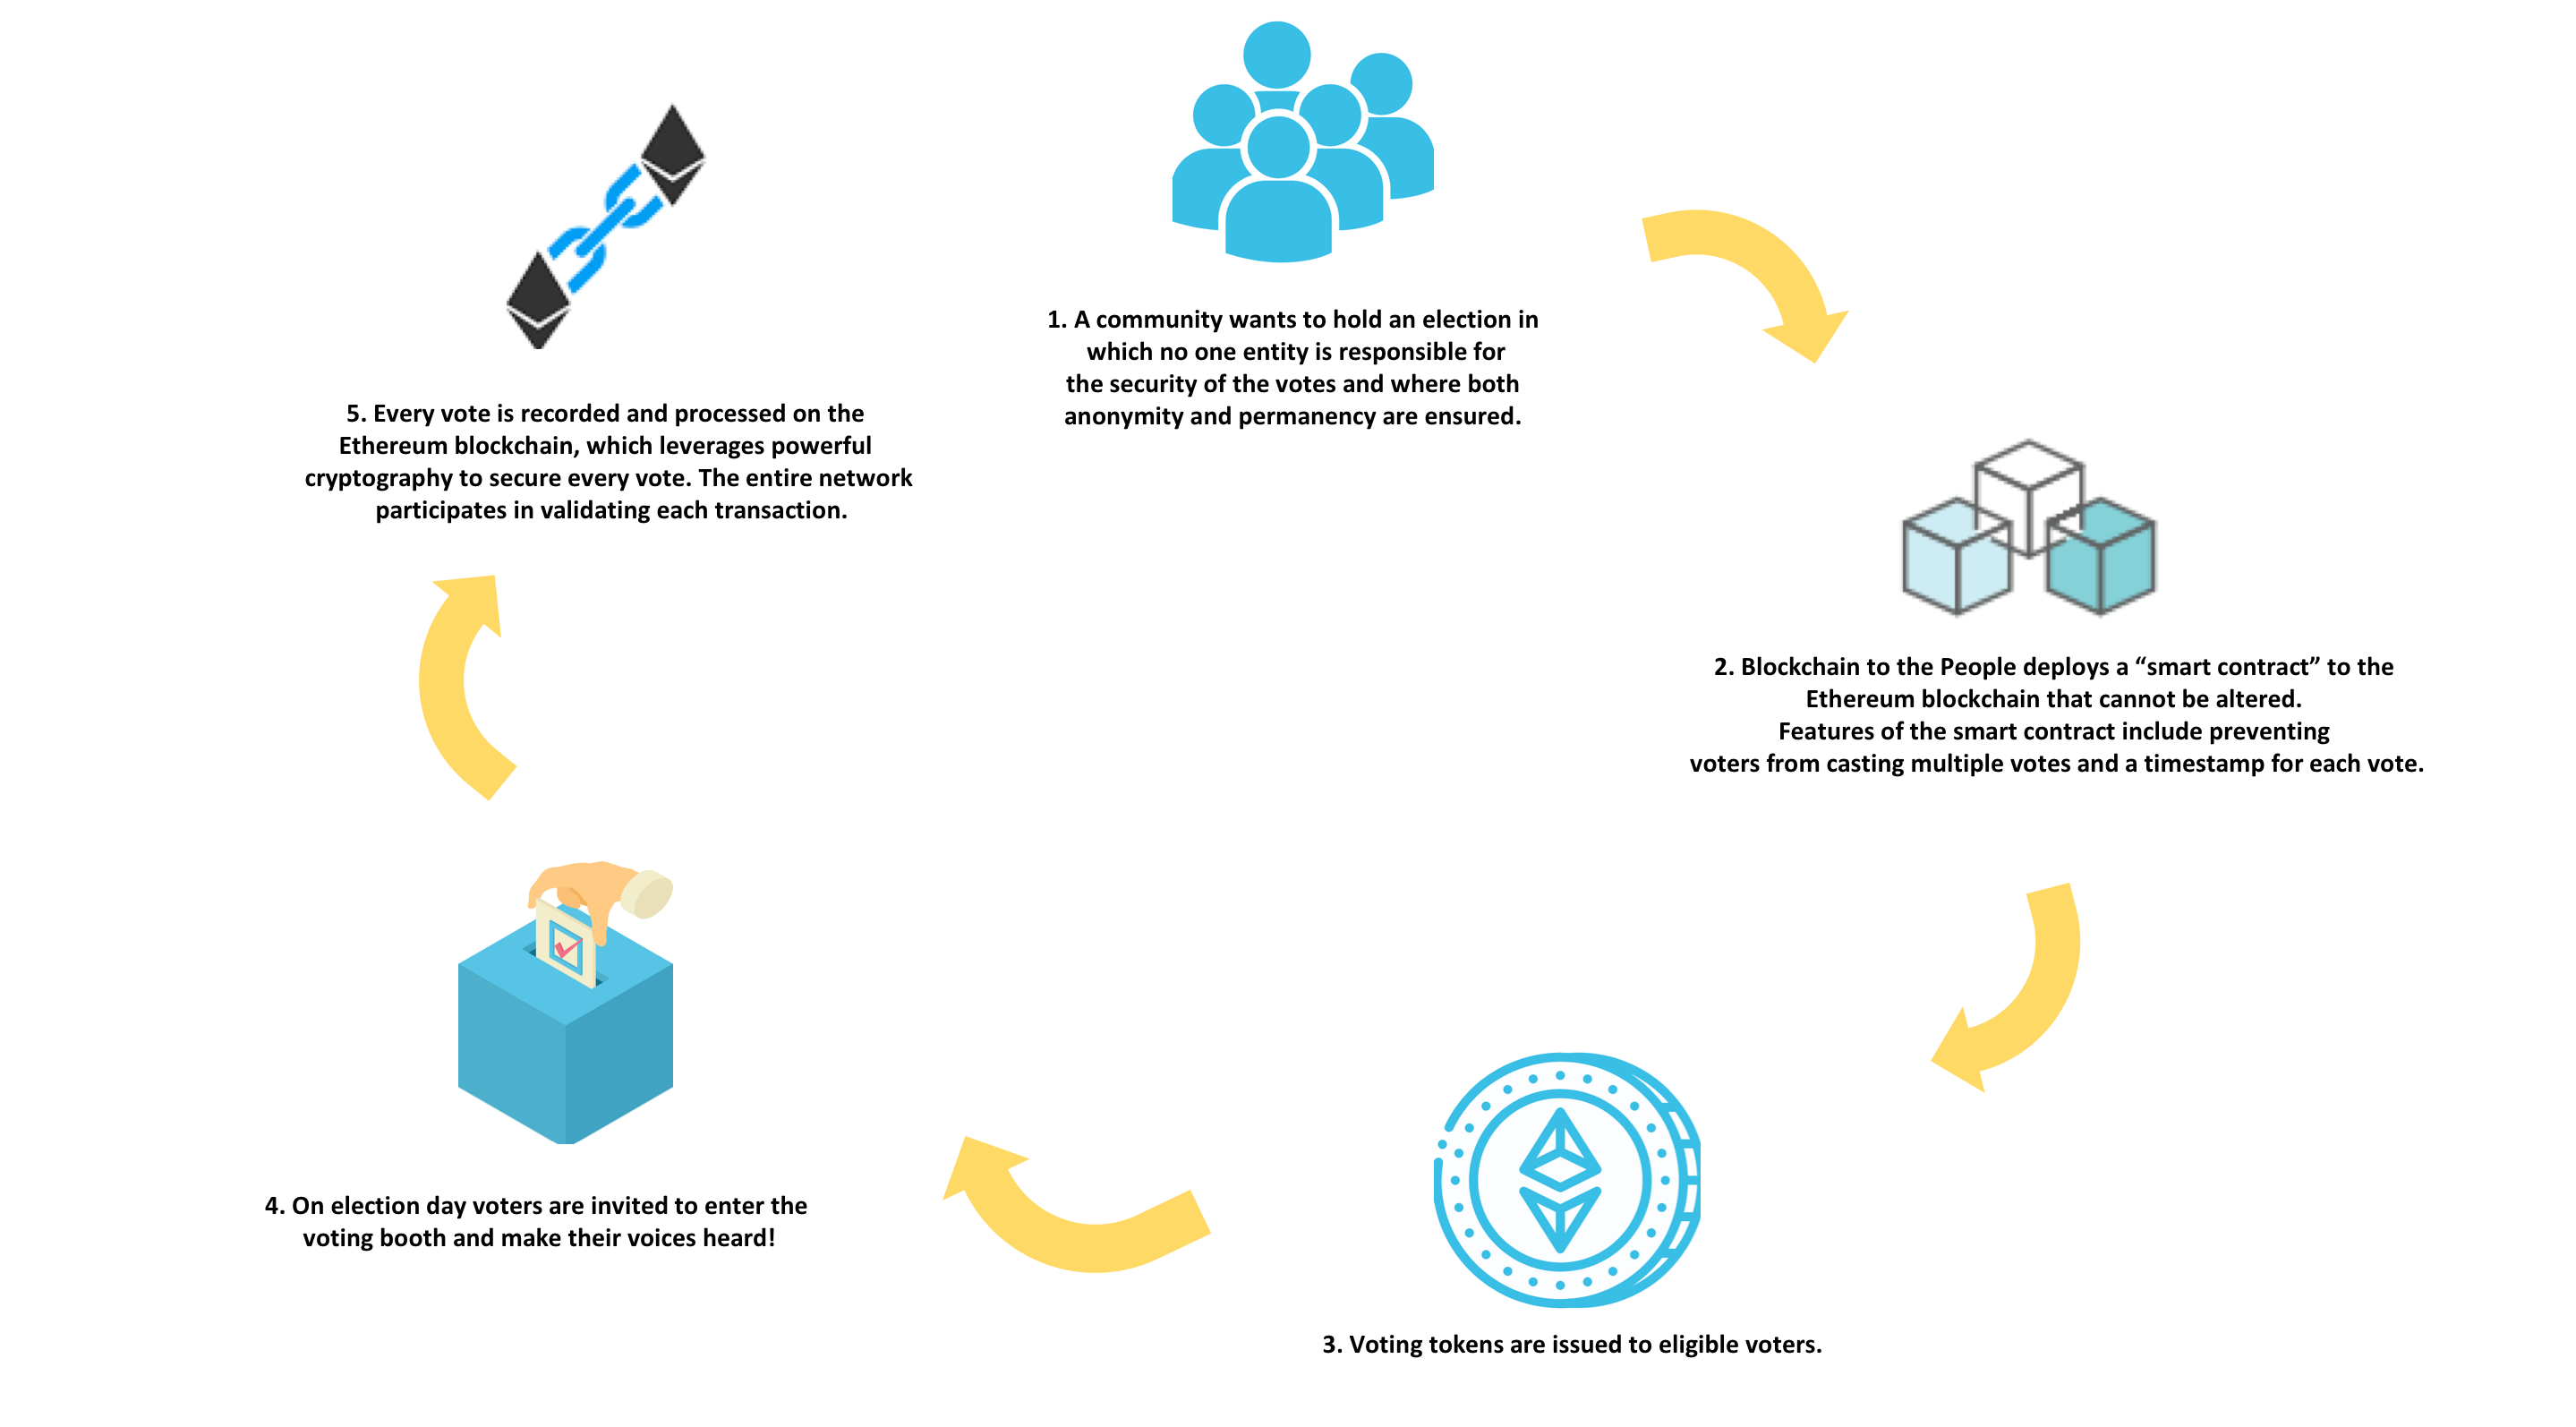 1. A community wants to hold an election in
which no one entity is responsible for
the security of the votes and where both
anonymity and permanency are ensured.
2. Blockchain to the People deploys a “smart contract” to the
Ethereum blockchain that cannot be altered.
Features of the smart contract include preventing
voters from casting multiple votes and a timestamp for each vote.
3. Voting tokens are issued to eligible voters.
4. On election day voters are invited to enter the
voting booth and make their voices heard!
5. Every vote is recorded and processed on the
Ethereum blockchain, which leverages powerful
cryptography to secure every vote. The entire network
participates in validating each transaction.